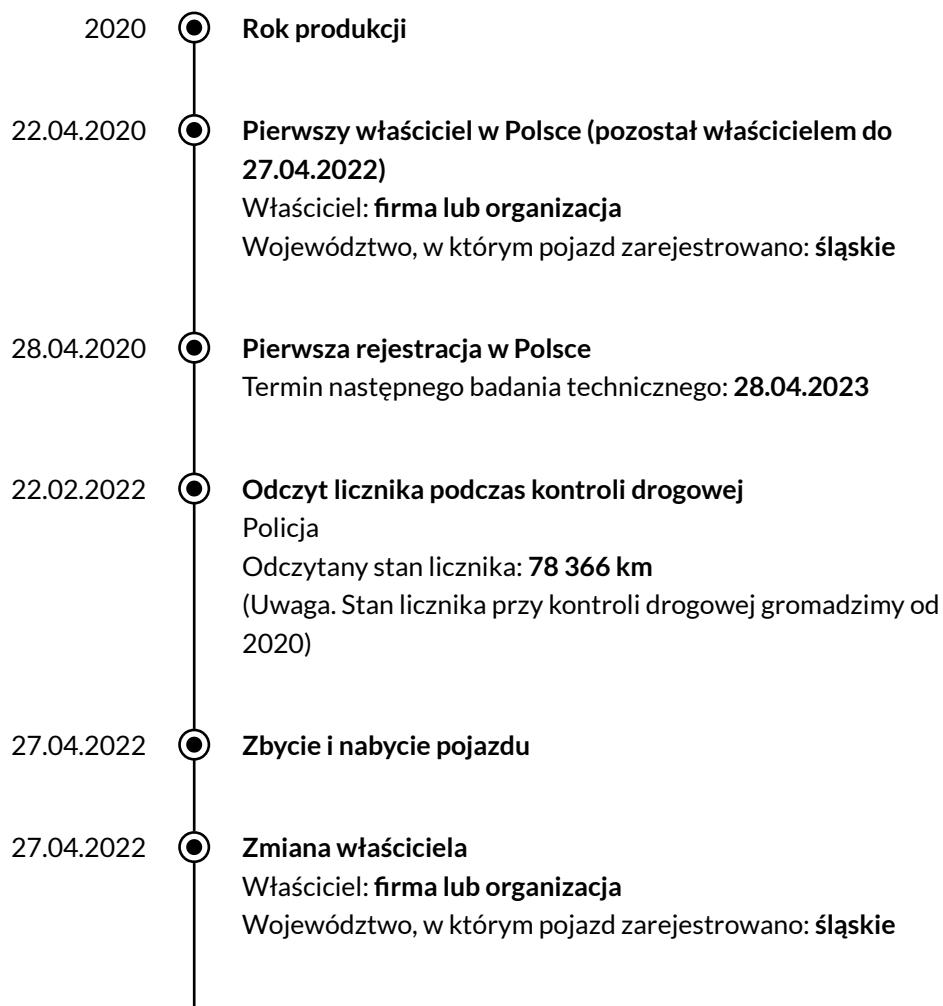 2020 Rok produkcji
22.04.2020 Pierwszy właściciel w Polsce (pozostał właścicielem do
27.04.2022)
Właściciel: firma lub organizacja
Województwo, w którym pojazd zarejestrowano: śląskie
28.04.2020 Pierwsza rejestracja w Polsce
Termin następnego badania technicznego: 28.04.2023
22.02.2022 Odczyt licznika podczas kontroli drogowej
Policja
Odczytany stan licznika: 78 366 km
(Uwaga. Stan licznika przy kontroli drogowej gromadzimy od
2020)
27.04.2022 Zbycie i nabycie pojazdu
27.04.2022 Zmiana właściciela
Właściciel: firma lub organizacja
Województwo, w którym pojazd zarejestrowano: śląskie